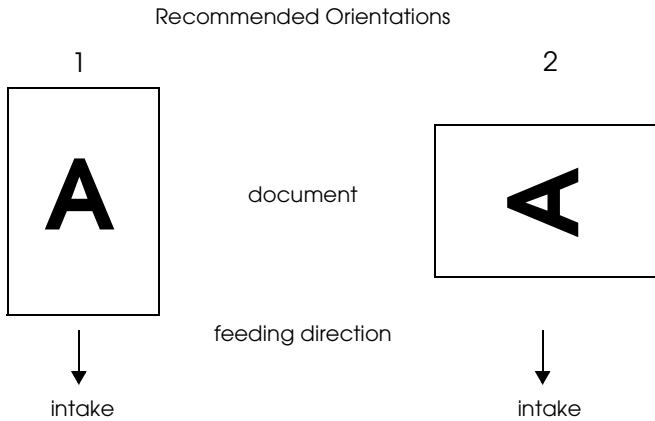 Recommended Orientations
1 2
A
document
A
feeding direction
intake intake